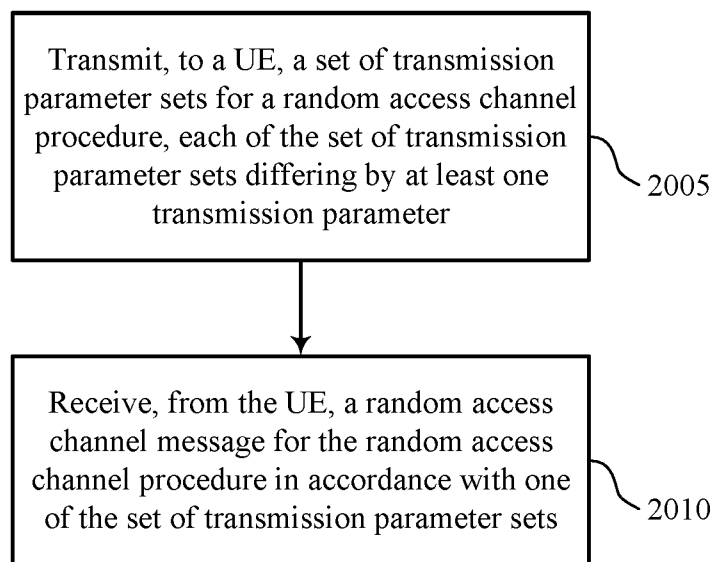 Transmit, to a UE, a set of transmission
parameter sets for a random access channel
procedure, each of the set of transmission
parameter sets differing by at least one
transmission parameter
2005
Receive, from the UE, a random access
channel message for the random access
channel procedure in accordance with one
of the set of transmission parameter sets
2010